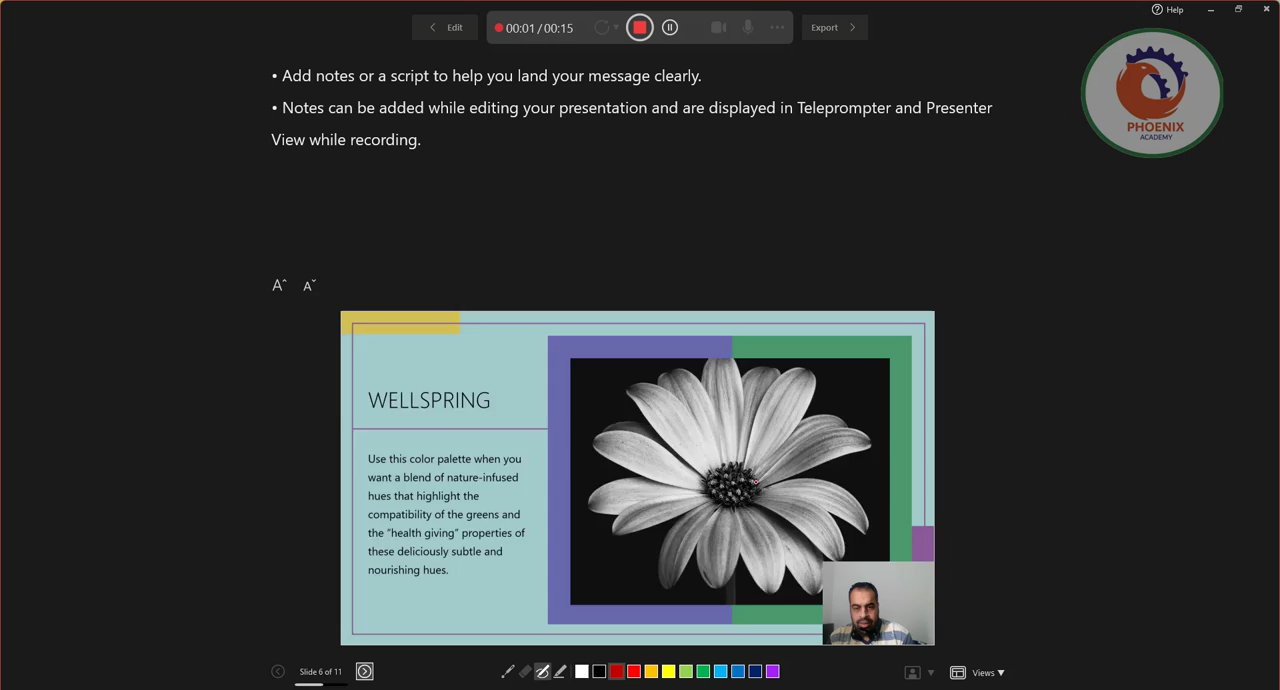 Help
Edit
00:01 / 00:15
Export
• Add notes or a script to help you land your message clearly.
• Notes can be added while editing your presentation and are displayed in Teleprompter and Presenter
View while recording.
PHOENIX
ACADEMY
A^ Aˇ
WELLSPRING
Use this color palette when you
want a blend of nature-infused
hues that highlight the
compatibility of the greens and
the “health giving” properties of
these deliciously subtle and
nourishing hues.
Slide 6 of 11
Views